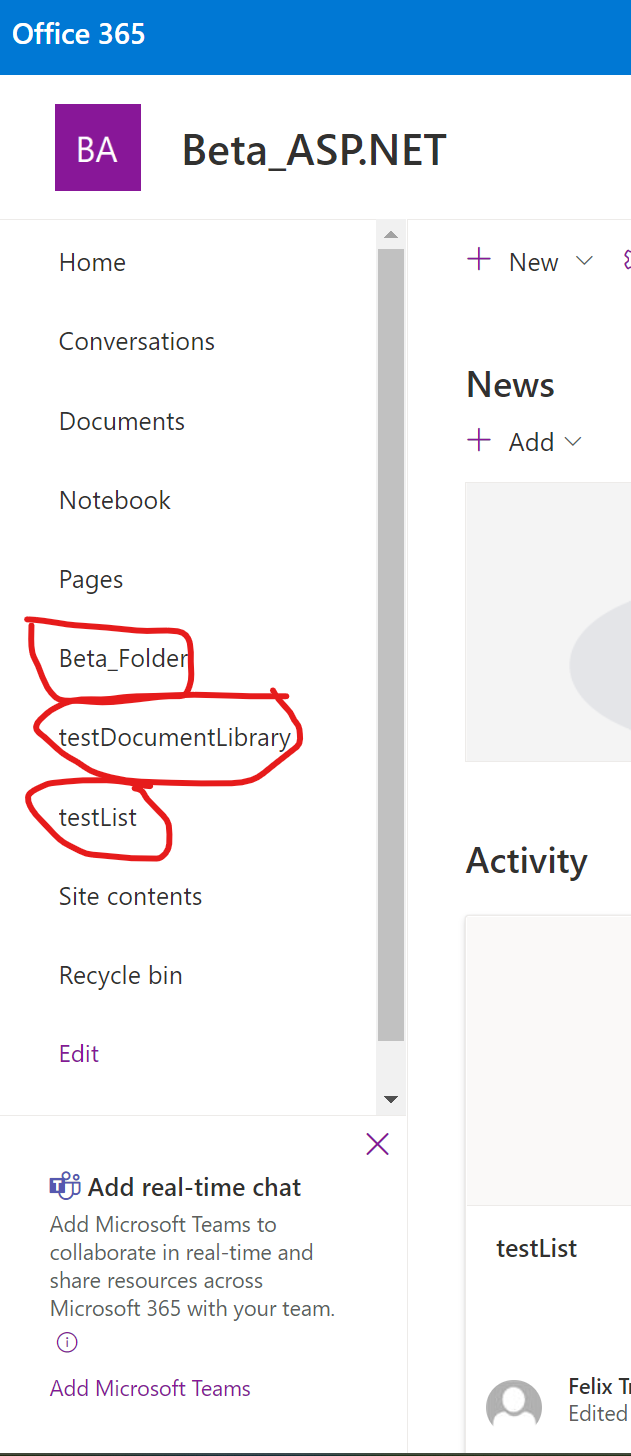 Office 365
BA
Beta_ASP.NET
Home
Conversations
Documents
Notebook
Pages
Beta_Folder
testDocumentLibrary
testList
Site contents
Recycle bin
Edit
Add real-time chat
Add Microsoft Teams to
collaborate in real-time and
share resources across
Microsoft 365 with your team.
Add Microsoft Teams
New
News
Add
Activity
testList
Felix
Edited